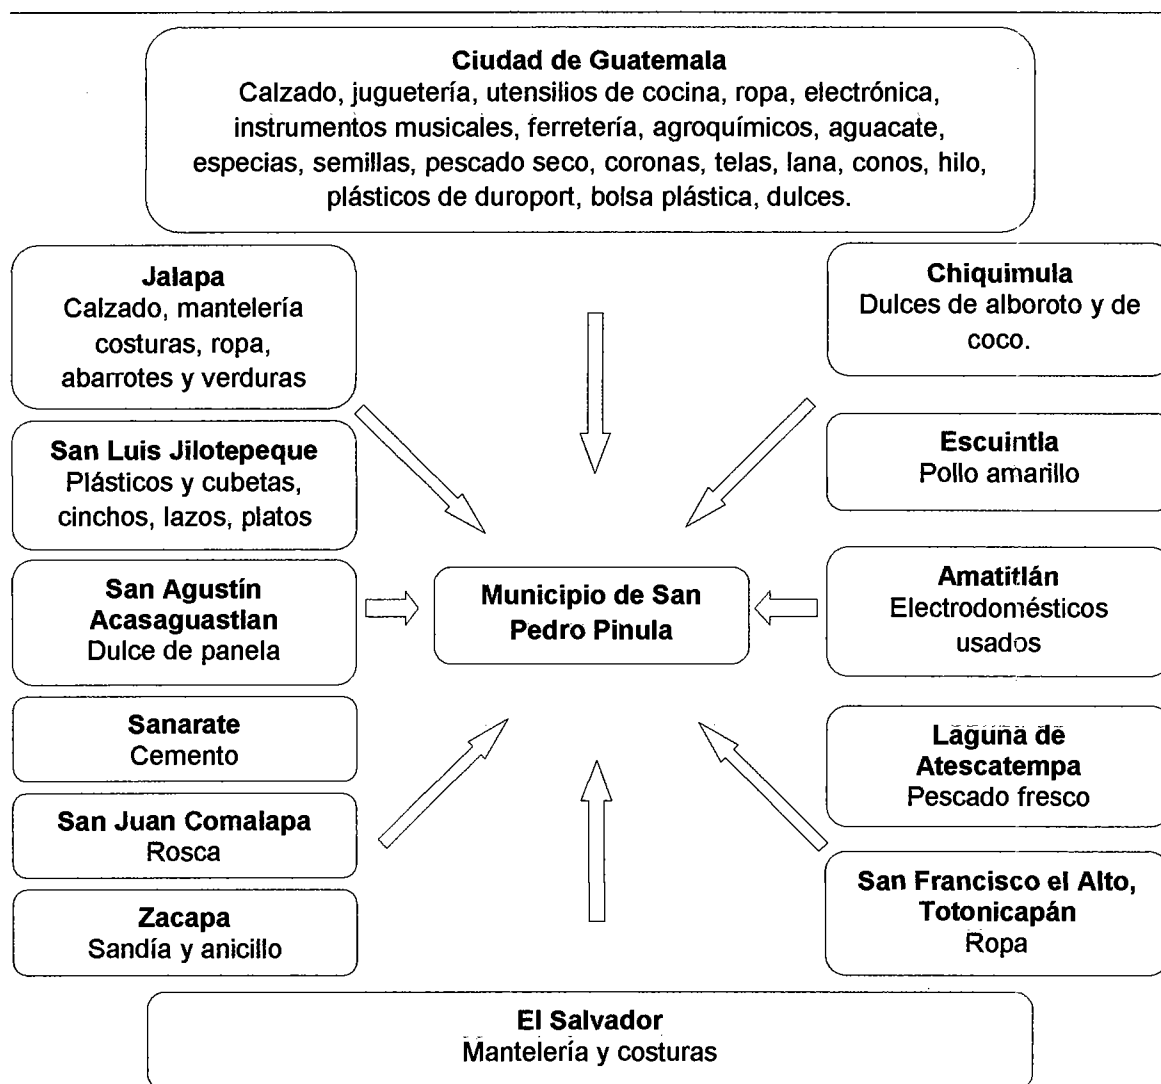 Ciudad de Guatemala
Calzado, juguetería, utensilios de cocina, ropa, electrónica,
instrumentos musicales, ferretería, agroquímicos, aguacate,
especias, semillas, pescado seco, coronas, telas, lana, conos, hilo,
plásticos de duroport, bolsa plástica, dulces.
Jalapa
Calzado, mantelería
costuras, ropa,
abarrotes y verduras
San Luis Jilotepeque
Plásticos y cubetas,
cinchos, lazos, platos
San Agustín
Acasaguastlan
Dulce de panela
Sanarate
Cemento
San Juan Comalapa
Rosca
Zacapa
Sandía y anicillo
Municipio de San
Pedro Pinula
Chiquimula
Dulces de alboroto y de
coco.
Escuintla
Pollo amarillo
Amatitlán
Electrodomésticos
usados
Laguna de
Atescatempa
Pescado fresco
San Francisco el Alto,
Totonicapán
Ropa
El Salvador
Mantelería y costuras